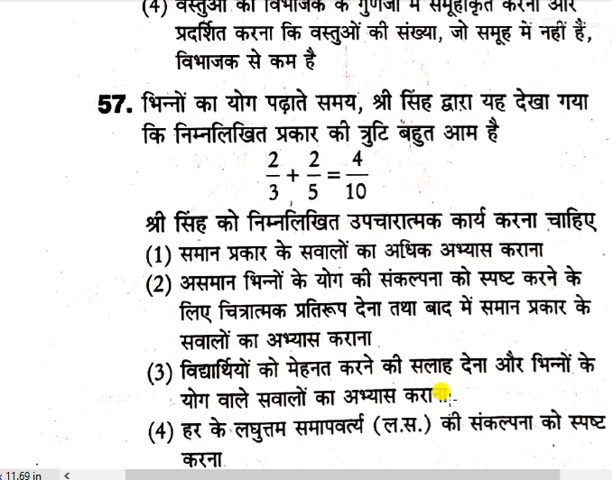 (4) वस्तुओं को विभाजक के गुणजों में समूहीकृत करना और
प्रदर्शित करना कि वस्तुओं की संख्या, जो समूह में नहीं हैं,
विभाजक से कम है
57. भिन्नों का योग पढ़ाते समय, श्री सिंह द्वारा यह देखा गया
कि निम्नलिखित प्रकार की त्रुटि बहुत आम है
2/3 + 2/5 = 4/10
श्री सिंह को निम्नलिखित उपचारात्मक कार्य करना चाहिए
(1) समान प्रकार के सवालों का अधिक अभ्यास कराना
(2) असमान भिन्नों के योग की संकल्पना को स्पष्ट करने के
लिए चित्रात्मक प्रतिरूप देना तथा बाद में समान प्रकार के
सवालों का अभ्यास कराना
(3) विद्यार्थियों को मेहनत करने की सलाह देना और भिन्नों के
योग वाले सवालों का अभ्यास
(4) हर के लघुत्तम समापवर्त्य (ल.स.) की संकल्पना को स्पष्ट
करना
11.69 in